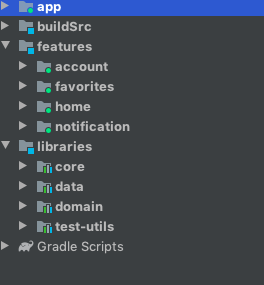 app
buildSrc
features
account
favorites
home
notification
libraries
core
data
domain
test-utils
Gradle Scripts